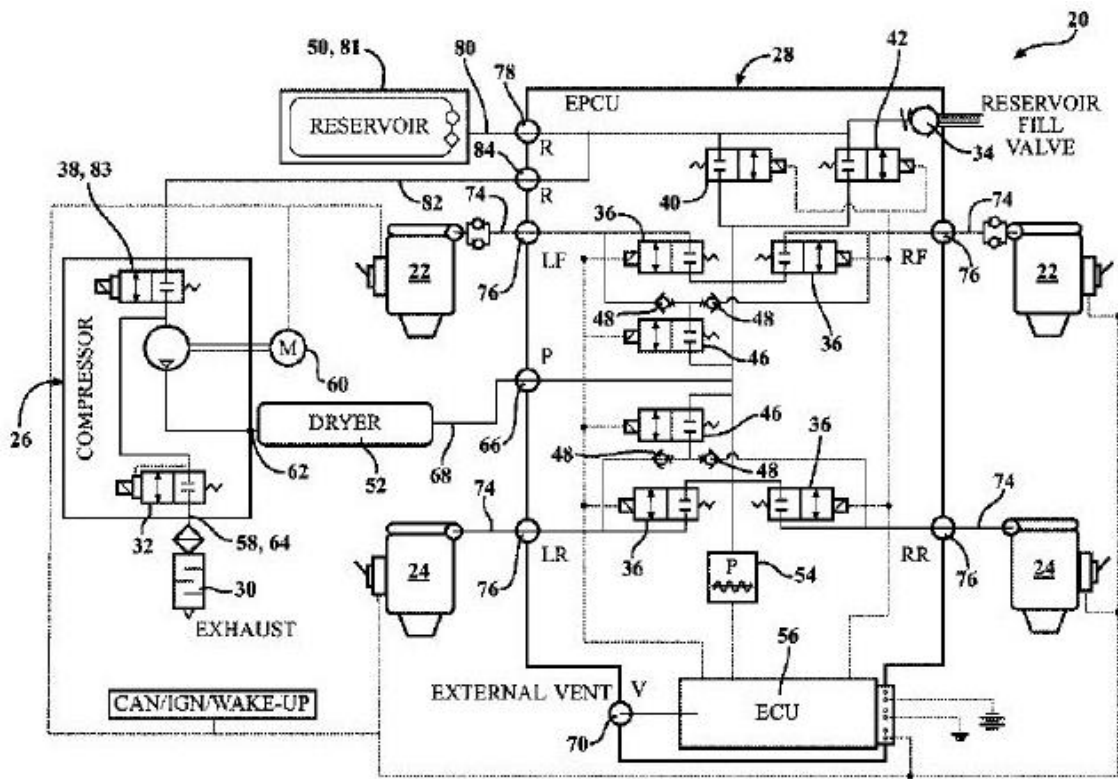 50, 81
80
78
28
42
20
RESERVOIR
EPCU
RESERVOIR
FILL
VALVE
R
84
34
38, 83
R
40
82
74
36
74
22
LF
RF
22
76
76
48
48
36
46
M
60
P
COMPRESSOR
26
DRYER
66
46
36
62
52
68
48
48
74
74
32
58, 64
LR
RR
76
36
76
24
P
54
24
30
EXHAUST
56
EXTERNAL VENT
V
CAN/IGN/WAKE-UP
ECU
70